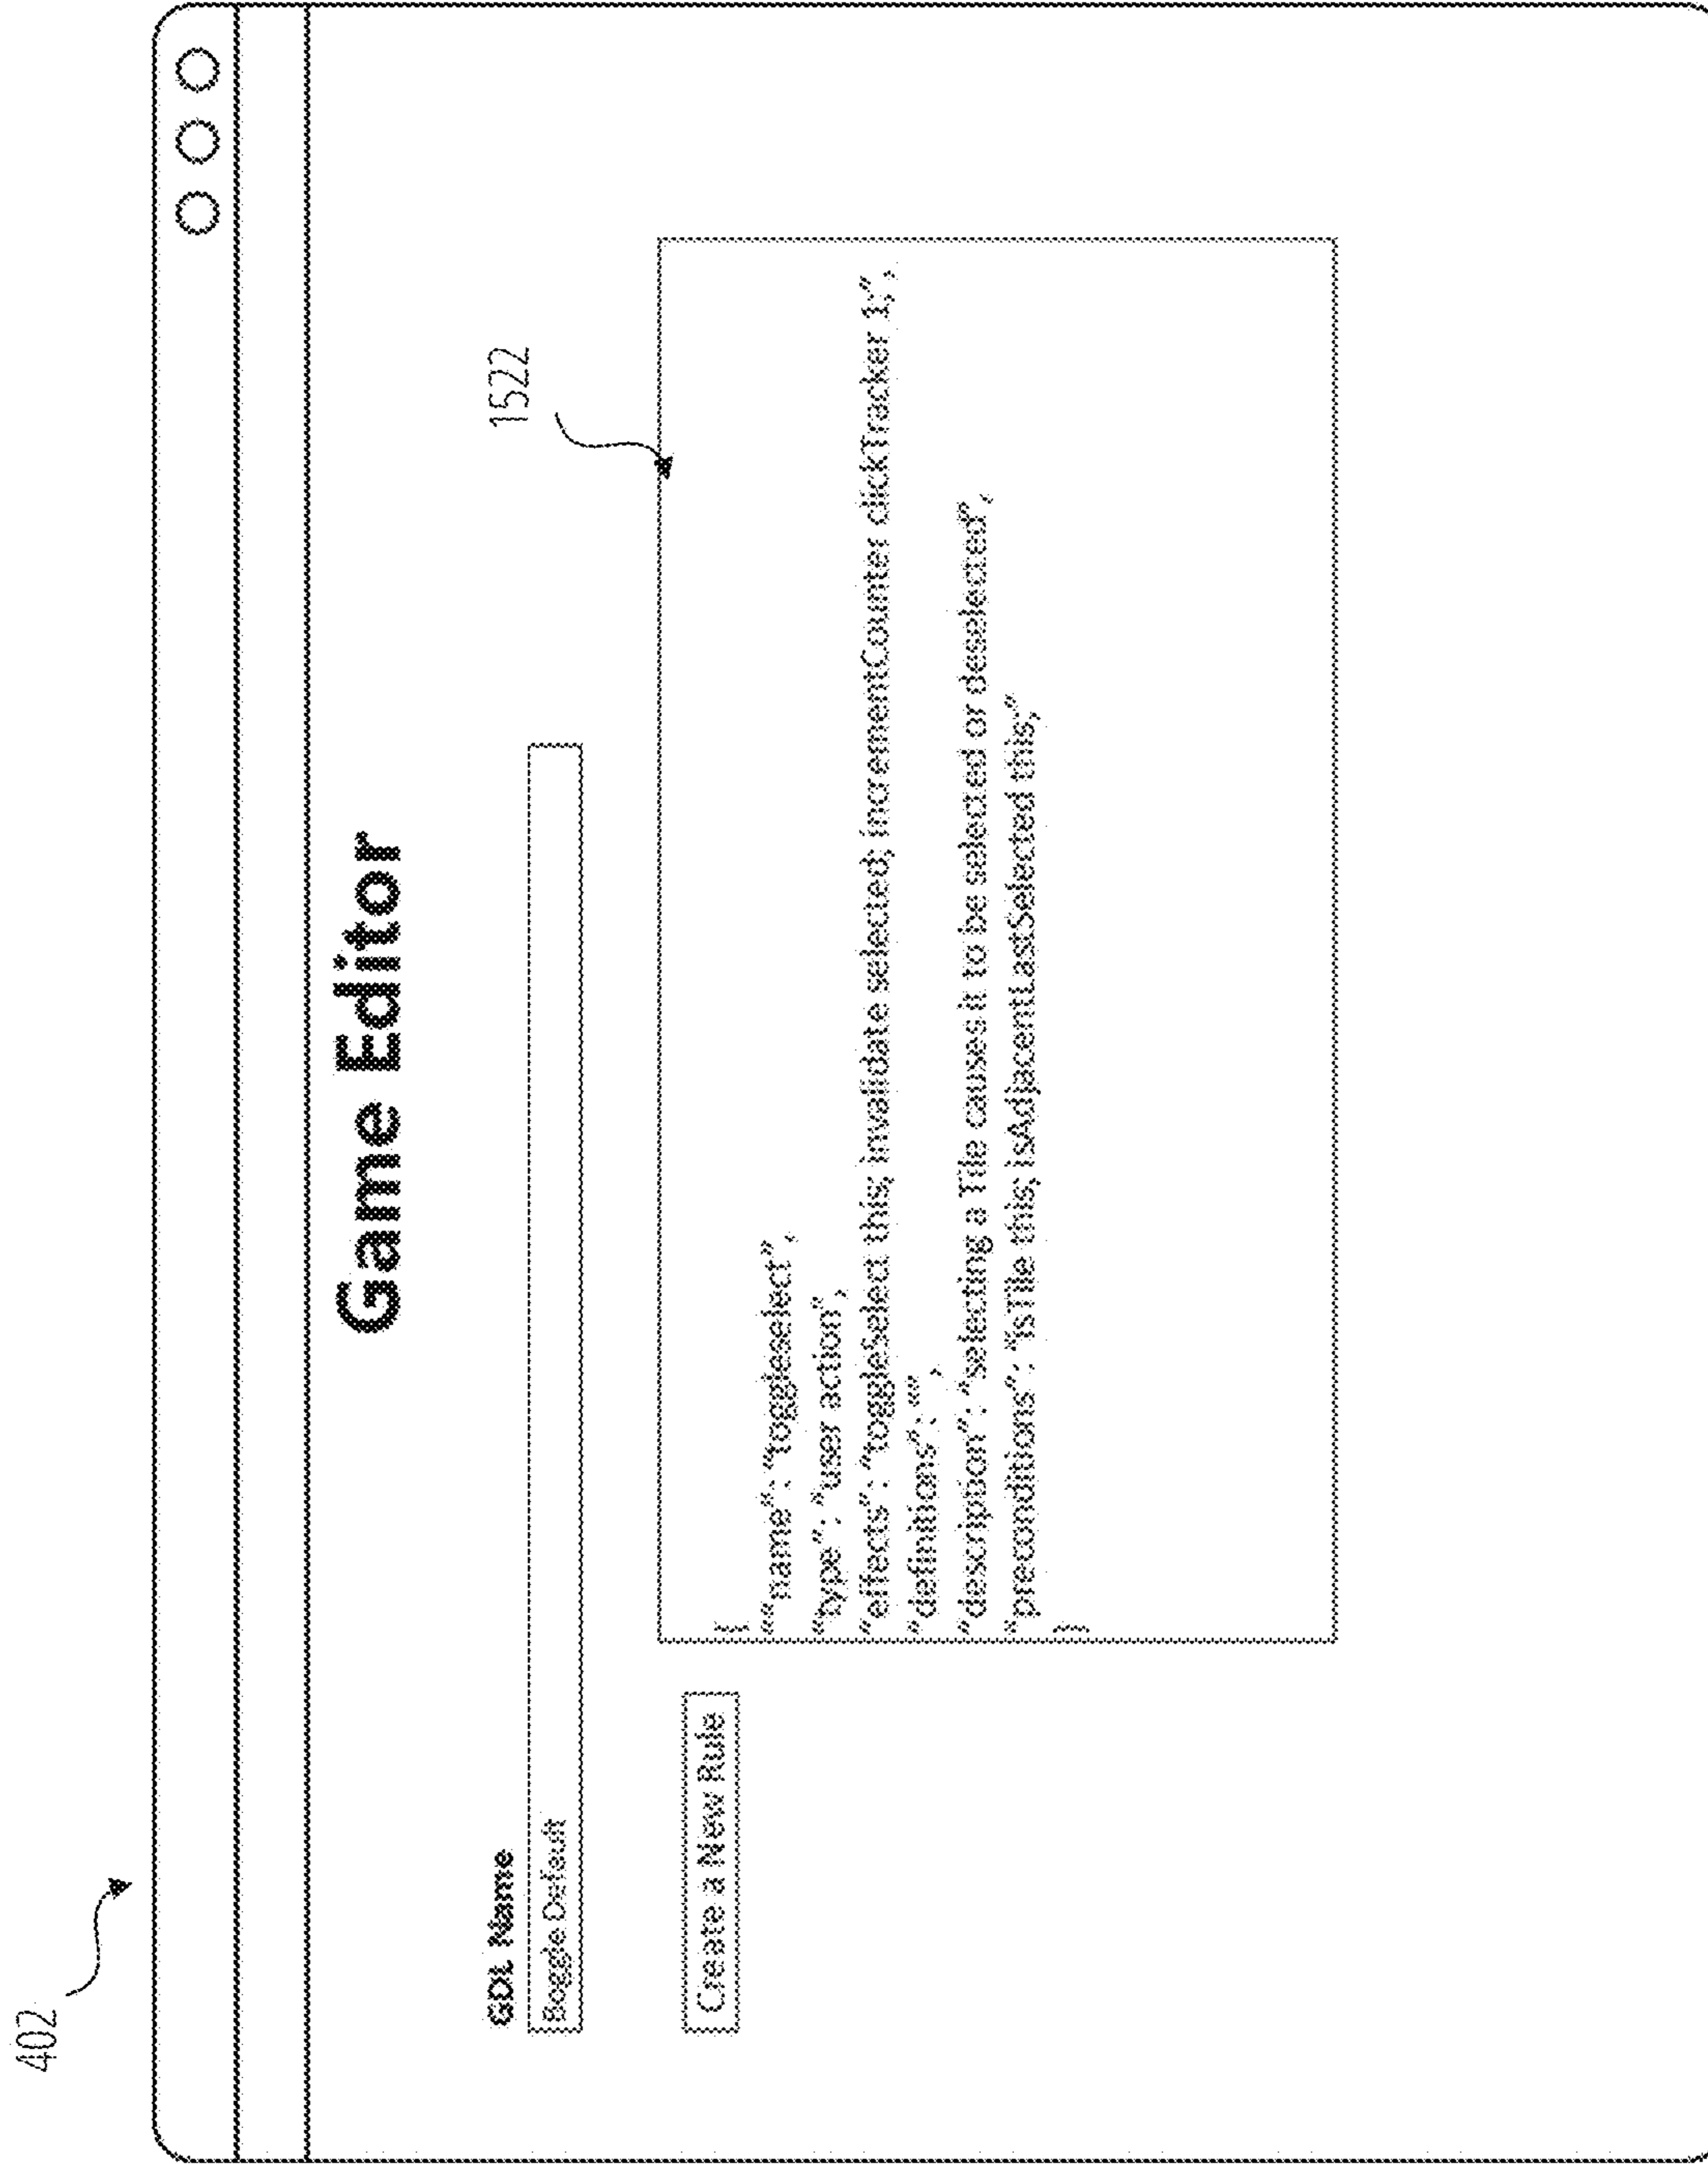 402
Game Editor
GDL Name
Boggle Default
1522
Create a New Rule
{
""name": "toggleselect",
"type": "user action",
"effects": "toggleSelect this; invalidate selected; incrementCounter clickTracker 1;",
"definitions": "",
"description": "selecting a Tile causes it to be selected or deselected",
"preconditions": "isTile this; isAdjacentLastSelected this;"
}